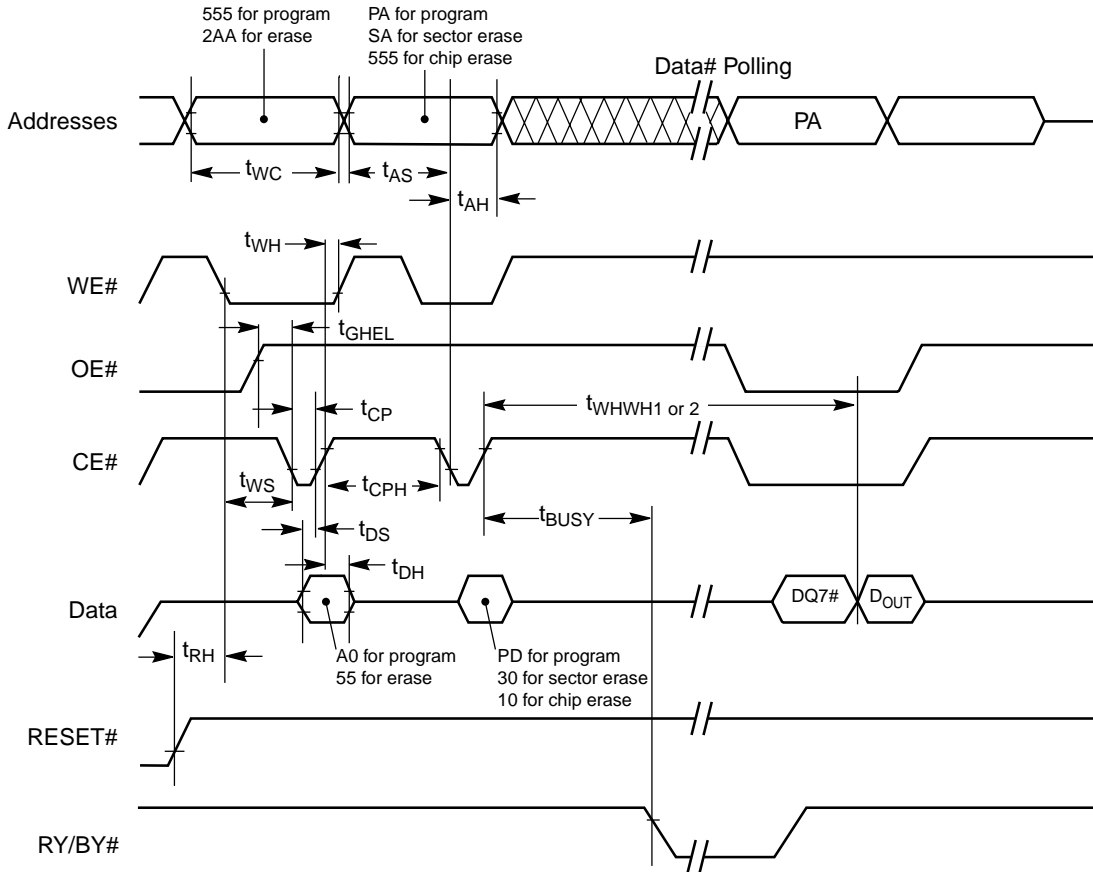 555 for program
2AA for erase
PA for program
SA for sector erase
555 for chip erase
Data# Polling
Addresses
PA
tWC
tAS
tAH
tWH
WE#
tGHEL
OE#
tWHWH1 or 2
tCP
CE#
tWS
tCPH
tBUSY
tDS
tDH
Data
DQ7#
DOUT
tRH
A0 for program
55 for erase
PD for program
30 for sector erase
10 for chip erase
RESET#
RY/BY#